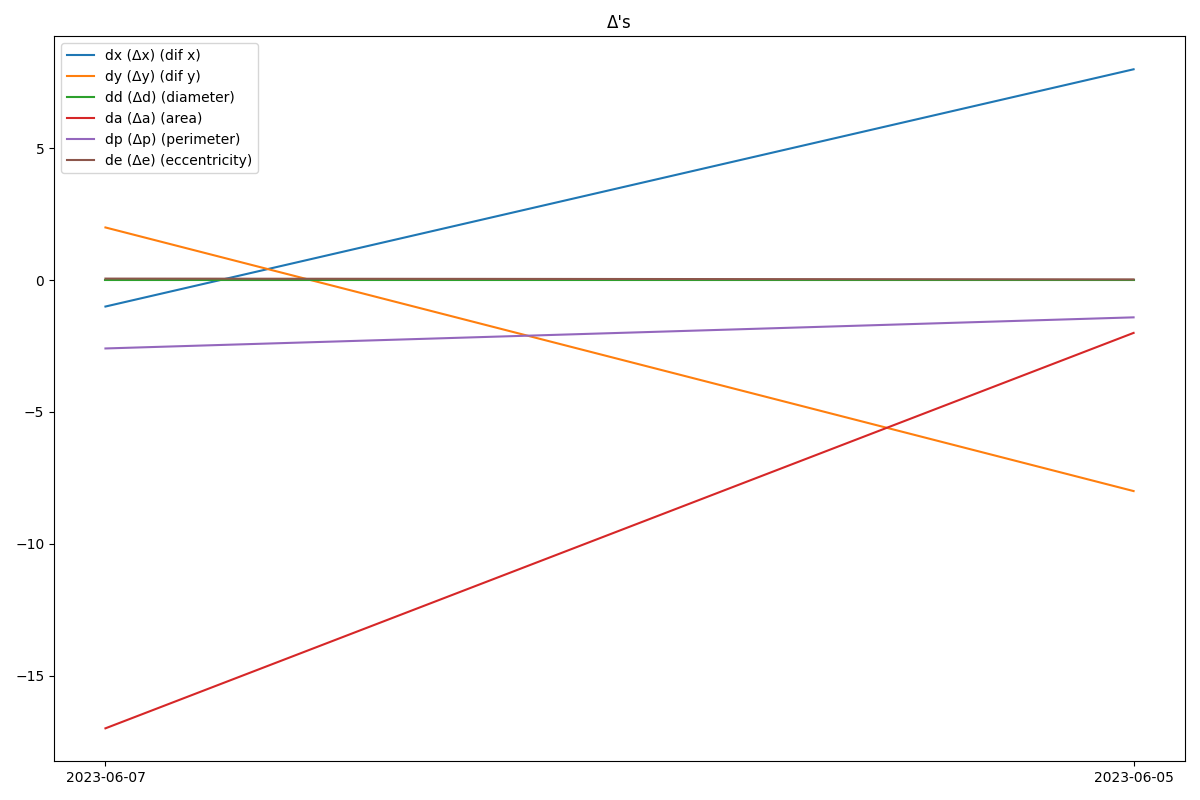 Δ's
dx (Δx) (dif x)
dy (Δy) (dif y)
dd (Δd) (diameter)
da (Δa) (area)
dp (Δp) (perimeter)
de (Δe) (eccentricity)
5
0
−5
−10
−15
2023-06-07
2023-06-05